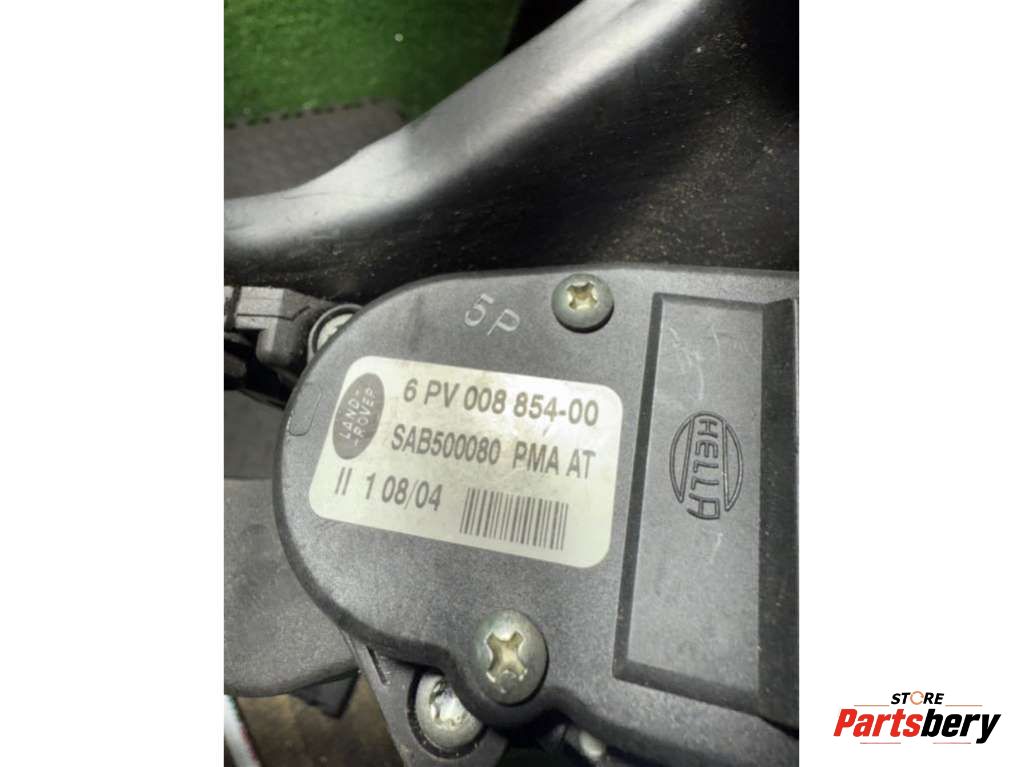 5P
LAND-
-ROVER
6 PV 008 854-00
SAB500080 PMA AT
II 1 08/04
HELLA
STORE
Partsbery